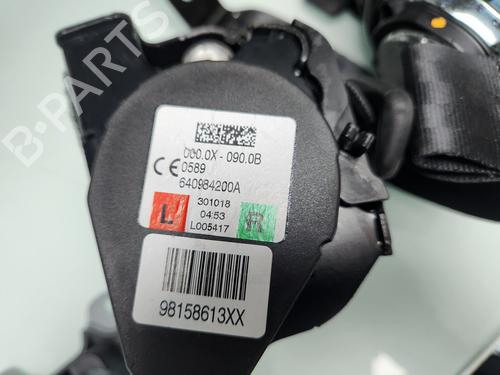 B-PARTS
000.0X - 090.0B
CE 0589
640984200A
L 301018 R
04:53
L005417
98158613XX